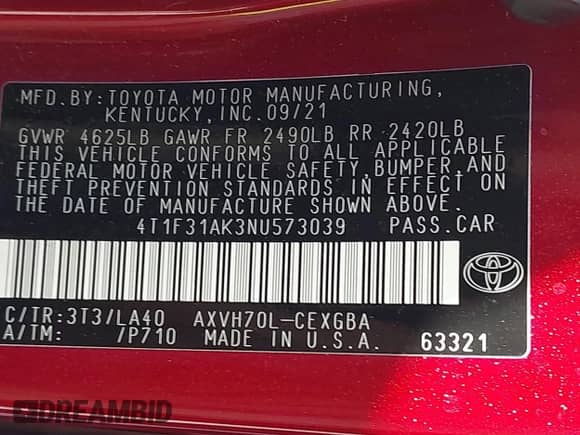 MFD.BY:TOYOTA MOTOR MANUFACTURING,
KENTUCKY,INC.09/21
GVWR 4625LB GAWR FR 2490LB RR 2420LB
THIS VEHICLE CONFORMS TO ALL APPLICABLE
FEDERAL MOTOR VEHICLE SAFETY,BUMPER,AND
THEFT PREVENTION STANDARDS IN EFFECT ON
THE DATE OF MANUFACTURE SHOWN ABOVE.
4T1F31AK3NU573039 PASS.CAR
C/TR:3T3/LA40 AXVH70L-CEXGBA
A/TM: /P710 MADE IN U.S.A. 63321
DREAMBID